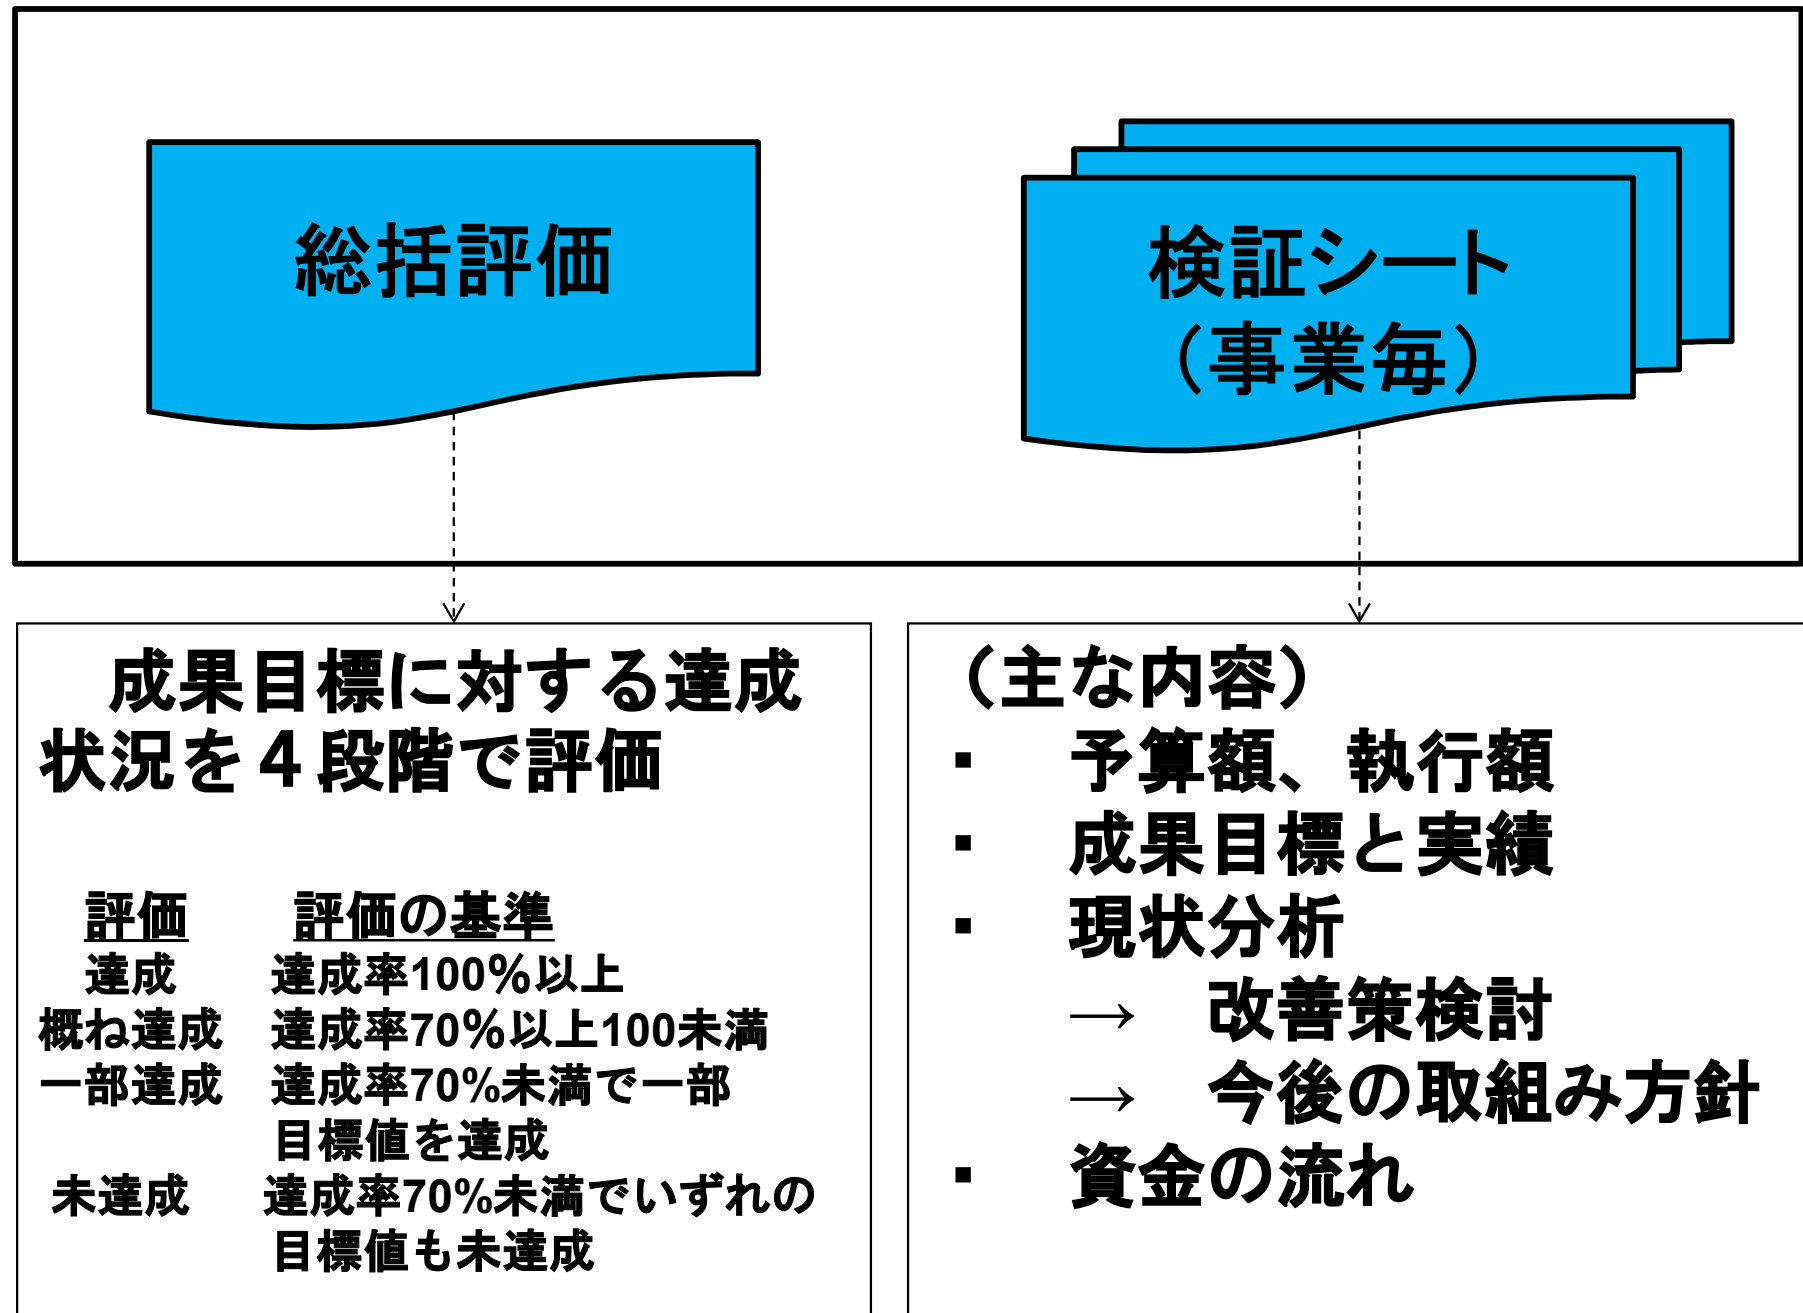 総括評価
検証シート
（事業毎）
成果目標に対する達成
状況を４段階で評価
評価　評価の基準
達成　達成率100％以上
概ね達成　達成率70％以上100未満
一部達成　達成率70%未満で一部
目標値を達成
未達成　達成率70%未満でいずれの
目標値も未達成
（主な内容）
▪　予算額、執行額
▪　成果目標と実績
▪　現状分析
→　改善策検討
→　今後の取組み方針
▪　資金の流れ